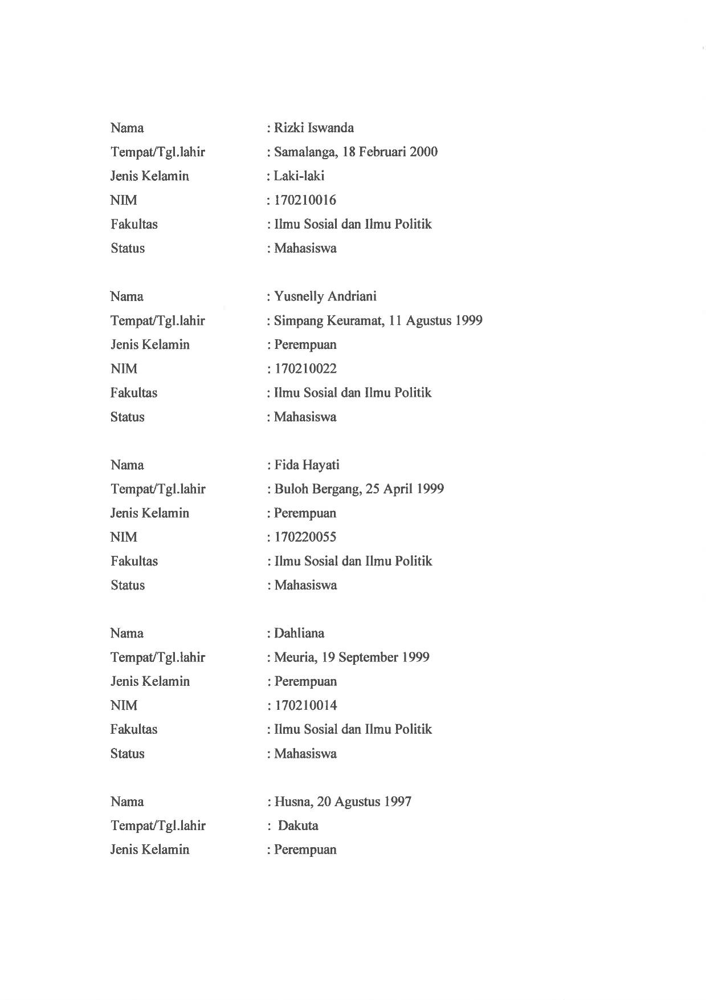 Nama : Rizki Iswanda
Tempat/Tgl.lahir : Samalanga, 18 Februari 2000
Jenis Kelamin : Laki-laki
NIM : 170210016
Fakultas : Ilmu Sosial dan Ilmu Politik
Status : Mahasiswa
Nama : Yusnelly Andriani
Tempat/Tgl.lahir : Simpang Keuramat, 11 Agustus 1999
Jenis Kelamin : Perempuan
NIM : 170210022
Fakultas : Ilmu Sosial dan Ilmu Politik
Status : Mahasiswa
Nama : Fida Hayati
Tempat/Tgl.lahir : Buloh Bergang, 25 April 1999
Jenis Kelamin : Perempuan
NIM : 170220055
Fakultas : Ilmu Sosial dan Ilmu Politik
Status : Mahasiswa
Nama : Dahliana
Tempat/Tgl.lahir : Meuria, 19 September 1999
Jenis Kelamin : Perempuan
NIM : 170210014
Fakultas : Ilmu Sosial dan Ilmu Politik
Status : Mahasiswa
Nama : Husna, 20 Agustus 1997
Tempat/Tgl.lahir : Dakuta
Jenis Kelamin : Perempuan